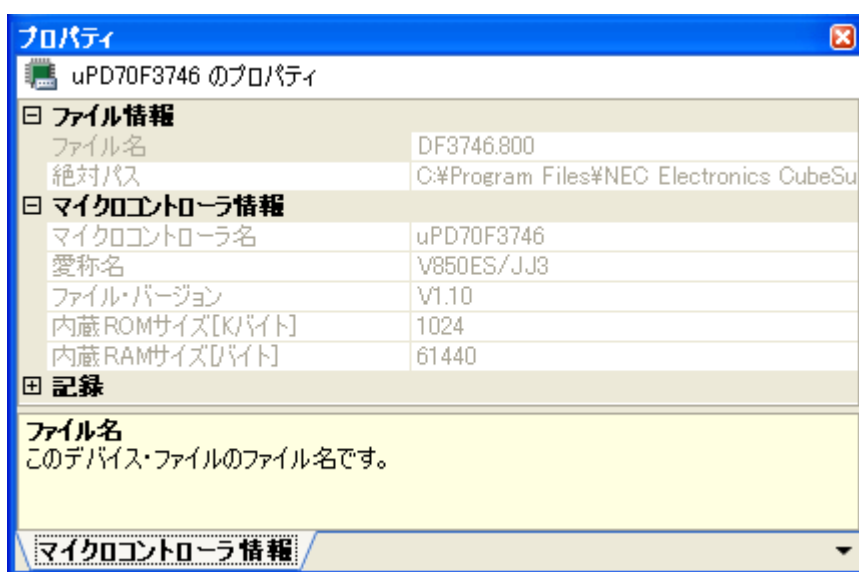 プロパティ
uPD70F3746 のプロパティ
ファイル情報
ファイル名 DF3746.800
絶対パス C:¥Program Files¥NEC Electronics CubeSu
マイクロコントローラ情報
マイクロコントローラ名 uPD70F3746
愛称名 V850ES/JJ3
ファイル・バージョン V1.10
内蔵ROMサイズ[Kバイト] 1024
内蔵RAMサイズ[バイト] 61440
記録
ファイル名
このデバイス・ファイルのファイル名です。
マイクロコントローラ情報